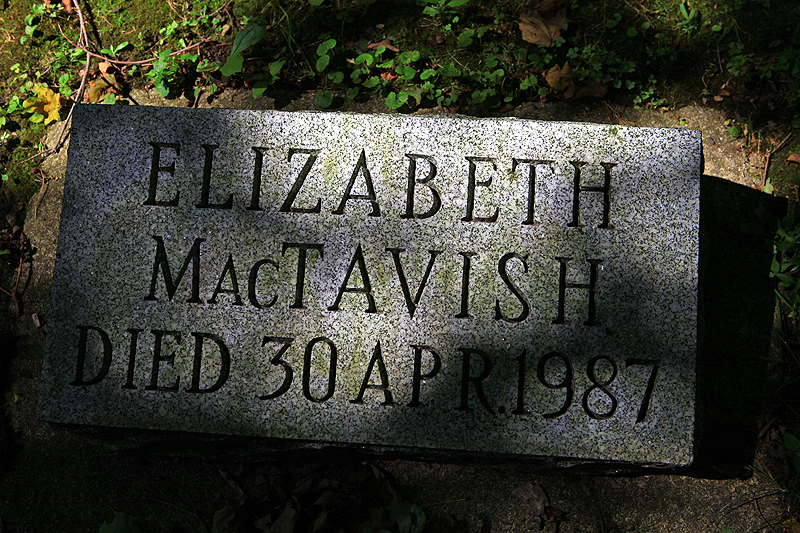 ELIZABETH
MACTAVISH
DIED 30 APR. 1987